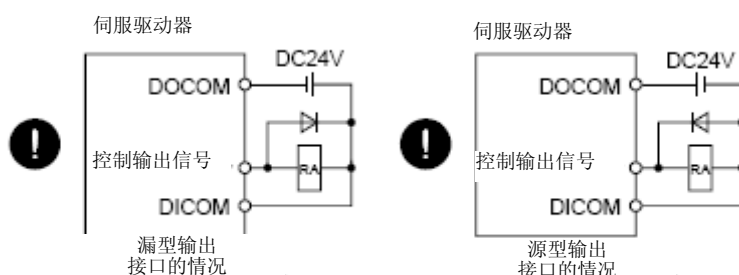 伺服驱动器
DC24V
DOCOM
控制输出信号
RA
DICOM
漏型输出
接口的情况
伺服驱动器
DC24V
DOCOM
控制输出信号
RA
DICOM
源型输出
接口的情况